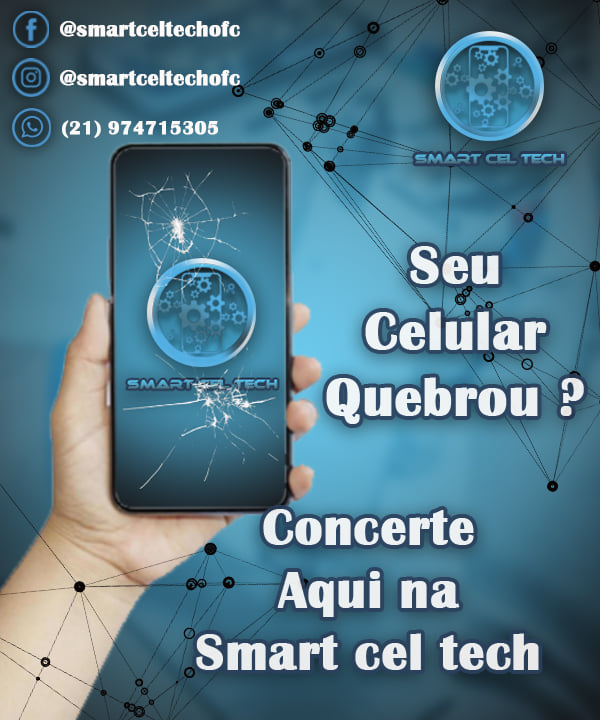 @smartceltechofc
@smartceltechofc
(21) 974715305
SMART CEL TECH
Seu
Celular
Quebrou ?
SMART CEL TECH
Concerte
Aqui na
Smart cel tech